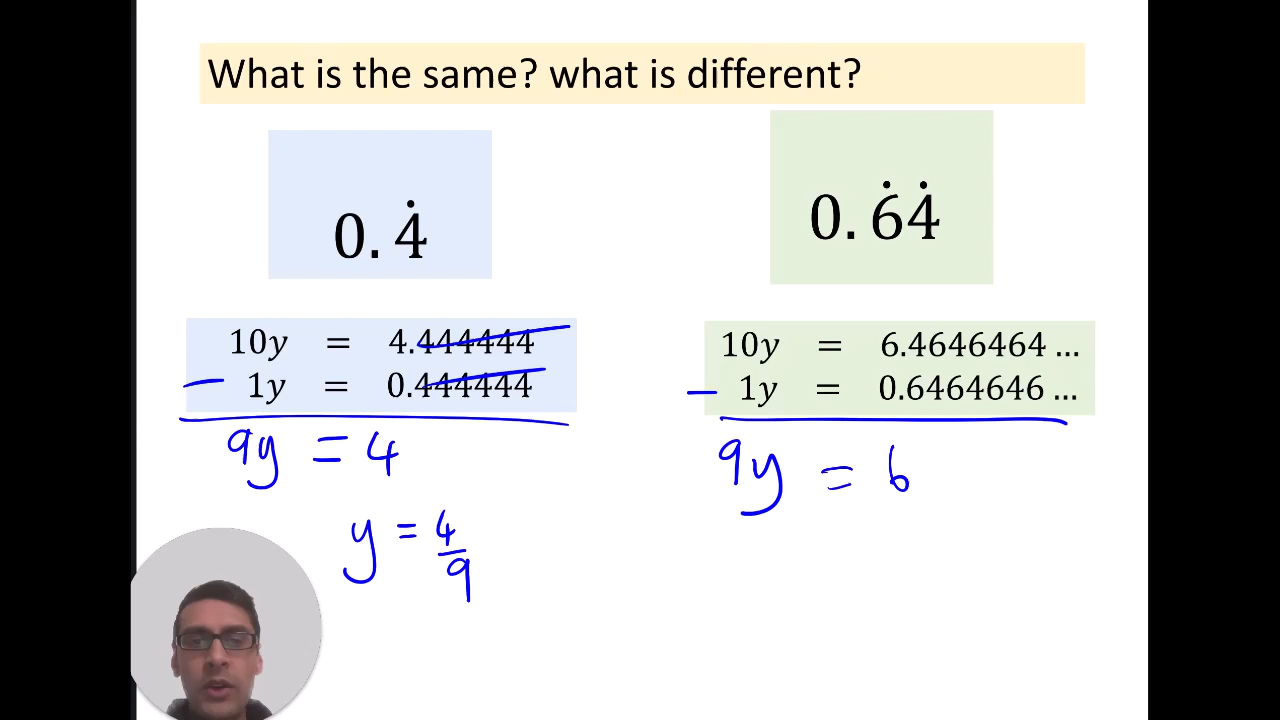 What is the same? what is different?
0.4̇
0.6̇4̇
10y = 4.444444
− 1y = 0.444444
9y = 4
y = 4/9
10y = 6.4646464 ...
− 1y = 0.6464646 ...
9y = 6